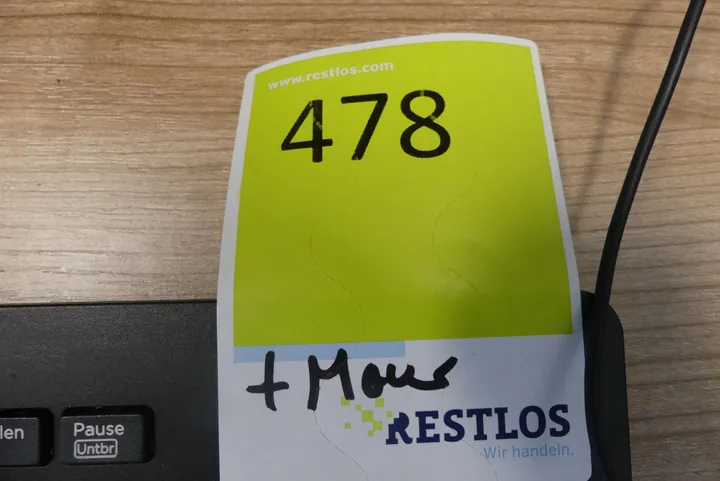 www.restlos.com
478
+ Maus
RESTLOS
Wir handeln.
len
Pause
Untbr